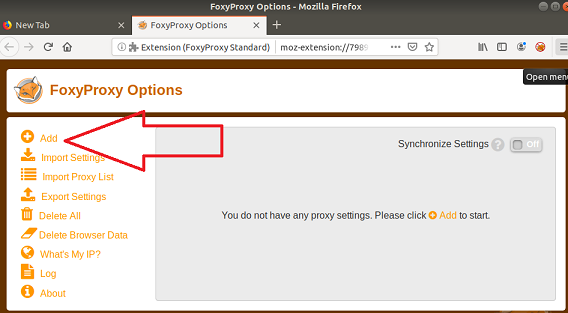 FoxyProxy Options - Mozilla Firefox
New Tab
FoxyProxy Options
Extension (FoxyProxy Standard)
moz-extension://7989
Open menu
FoxyProxy Options
Add
Import Settings
Import Proxy List
Export Settings
Delete All
Delete Browser Data
What's My IP?
Log
About
Synchronize Settings
Off
You do not have any proxy settings. Please click Add to start.